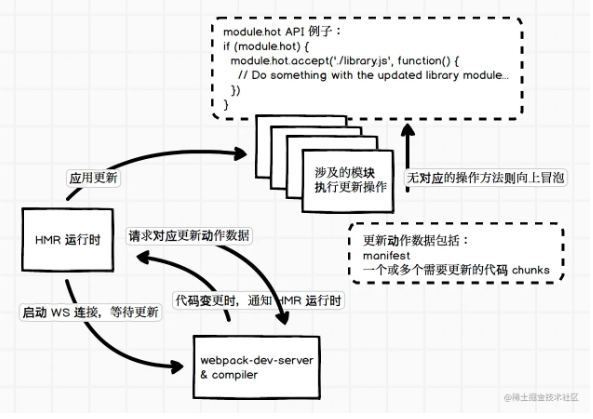 module.hot API 例子：
if (module.hot) {
module.hot.accept('./library.js', function() {
// Do something with the updated library module...
})
}
应用更新
涉及的模块
执行更新操作
无对应的操作方法则向上冒泡
HMR 运行时
请求对应更新动作数据
更新动作数据包括：
manifest
一个或多个需要更新的代码 chunks
代码变更时，通知 HMR 运行时
启动 WS 连接，等待更新
webpack-dev-server
& compiler
@稀土掘金技术社区